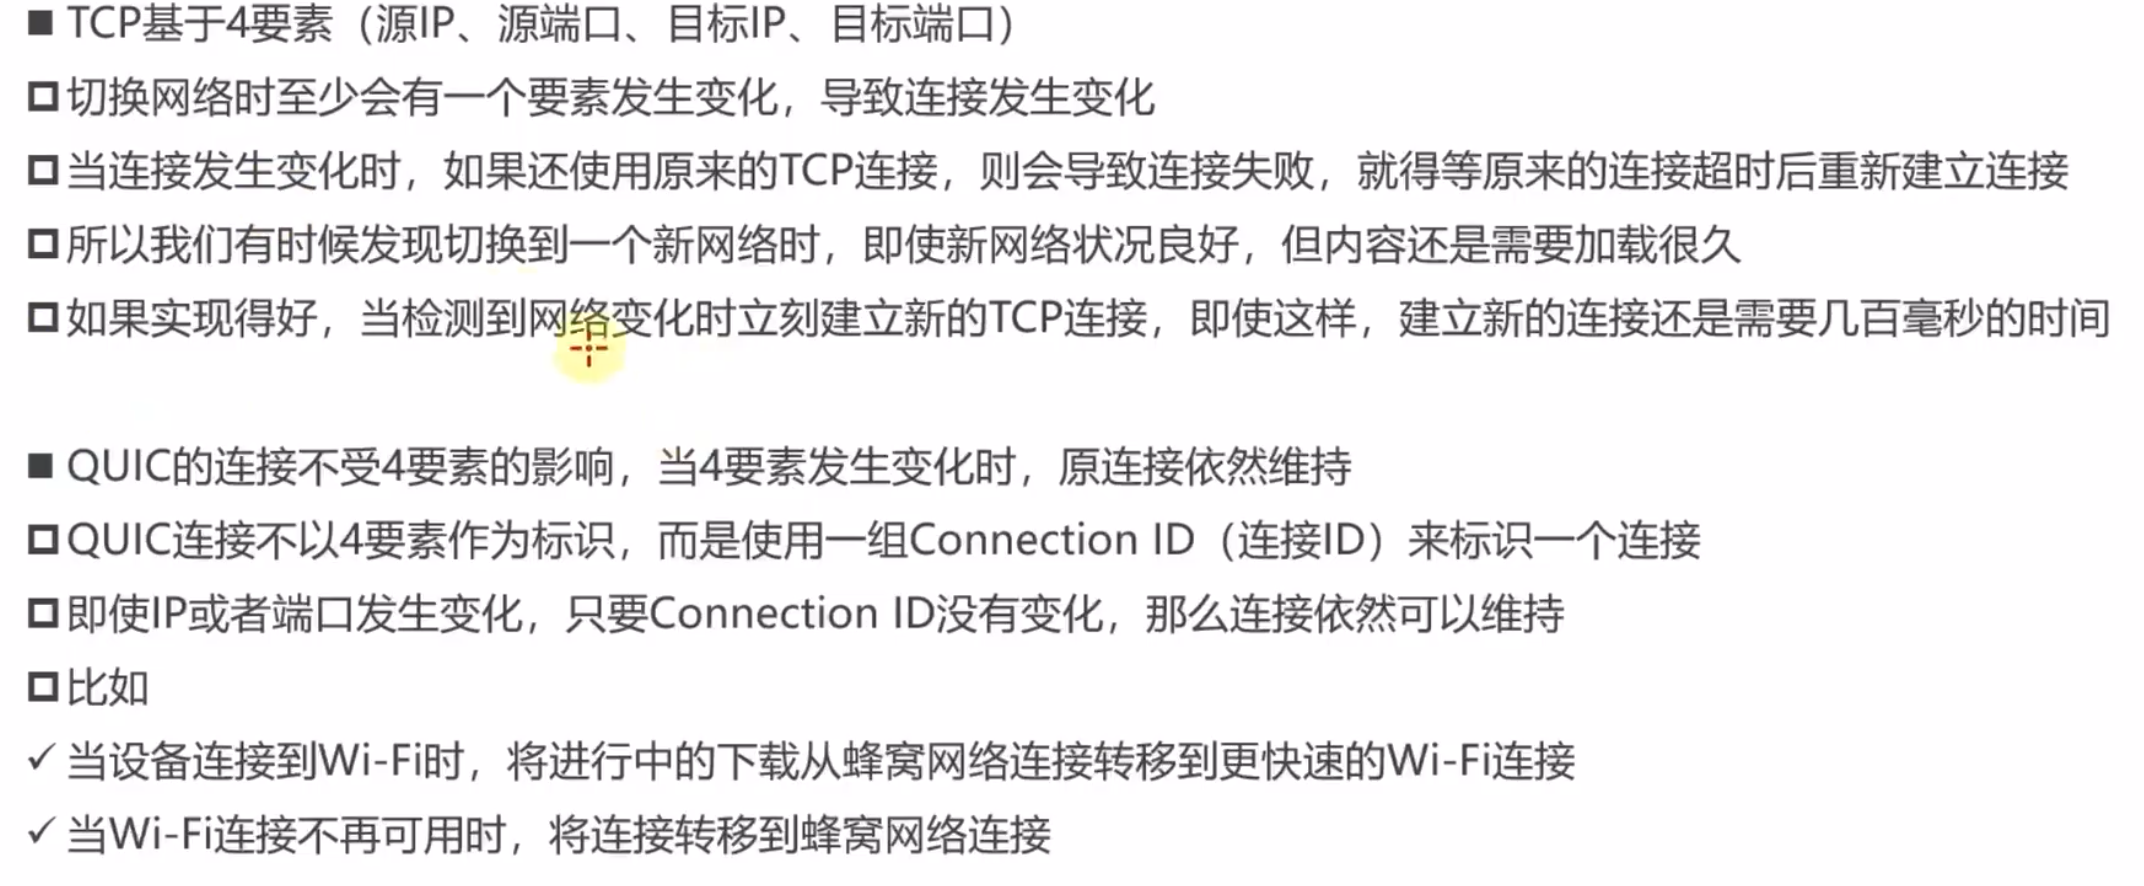 ■ TCP基于4要素（源IP、源端口、目标IP、目标端口）
切换网络时至少会有一个要素发生变化，导致连接发生变化
当连接发生变化时，如果还使用原来的TCP连接，则会导致连接失败，就得等原来的连接超时后重新建立连接
所以我们有时候发现切换到一个新网络时，即使新网络状况良好，但内容还是需要加载很久
如果实现得好，当检测到网络变化时立刻建立新的TCP连接，即使这样，建立新的连接还是需要几百毫秒的时间
■ QUIC的连接不受4要素的影响，当4要素发生变化时，原连接依然维持
QUIC连接不以4要素作为标识，而是使用一组Connection ID（连接ID）来标识一个连接
即使IP或者端口发生变化，只要Connection ID没有变化，那么连接依然可以维持
比如
✓ 当设备连接到Wi-Fi时，将进行中的下载从蜂窝网络连接转移到更快速的Wi-Fi连接
✓ 当Wi-Fi连接不再可用时，将连接转移到蜂窝网络连接